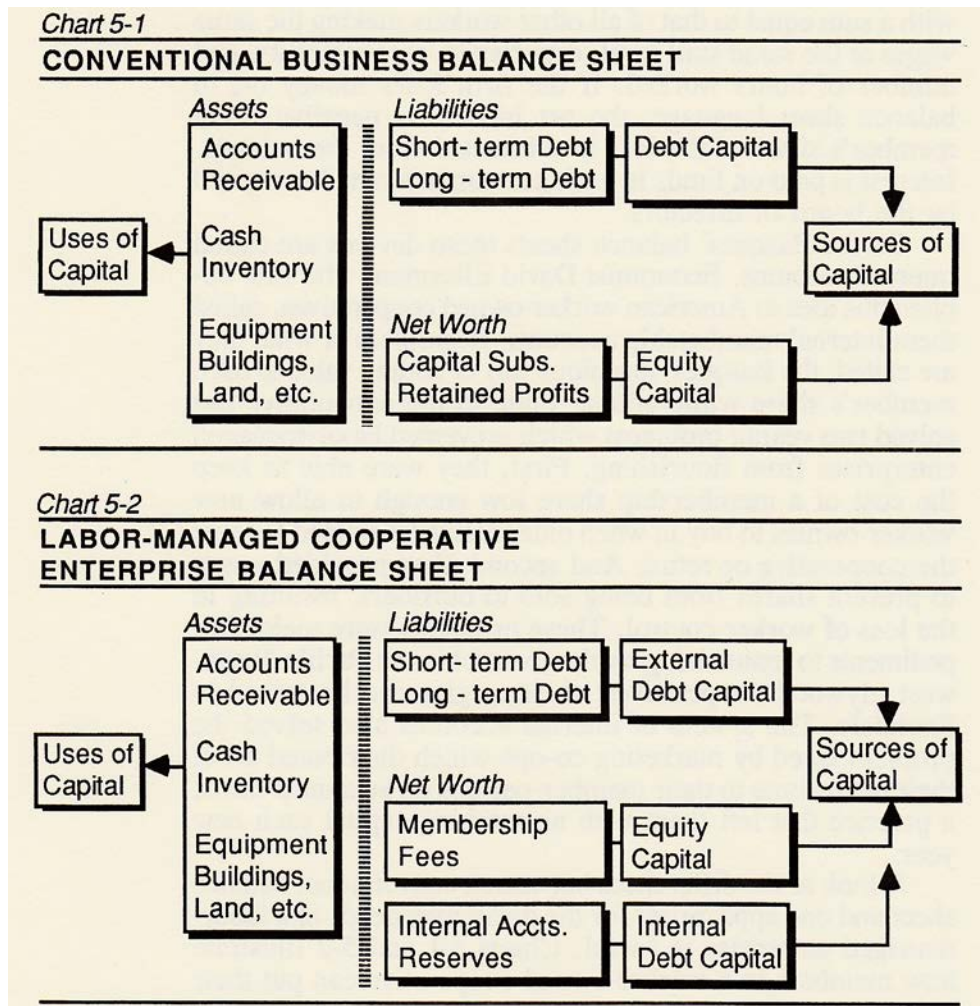 Chart 5-1
CONVENTIONAL BUSINESS BALANCE SHEET
Assets
Accounts
Receivable
Cash
Inventory
Equipment
Buildings,
Land, etc.
Uses of
Capital
Liabilities
Short- term Debt
Long - term Debt
Debt Capital
Net Worth
Capital Subs.
Retained Profits
Equity
Capital
Sources of
Capital
Chart 5-2
LABOR-MANAGED COOPERATIVE
ENTERPRISE BALANCE SHEET
Assets
Accounts
Receivable
Cash
Inventory
Equipment
Buildings,
Land, etc.
Uses of
Capital
Liabilities
Short- term Debt
Long - term Debt
External
Debt Capital
Net Worth
Membership
Fees
Equity
Capital
Internal Accts.
Reserves
Internal
Debt Capital
Sources of
Capital